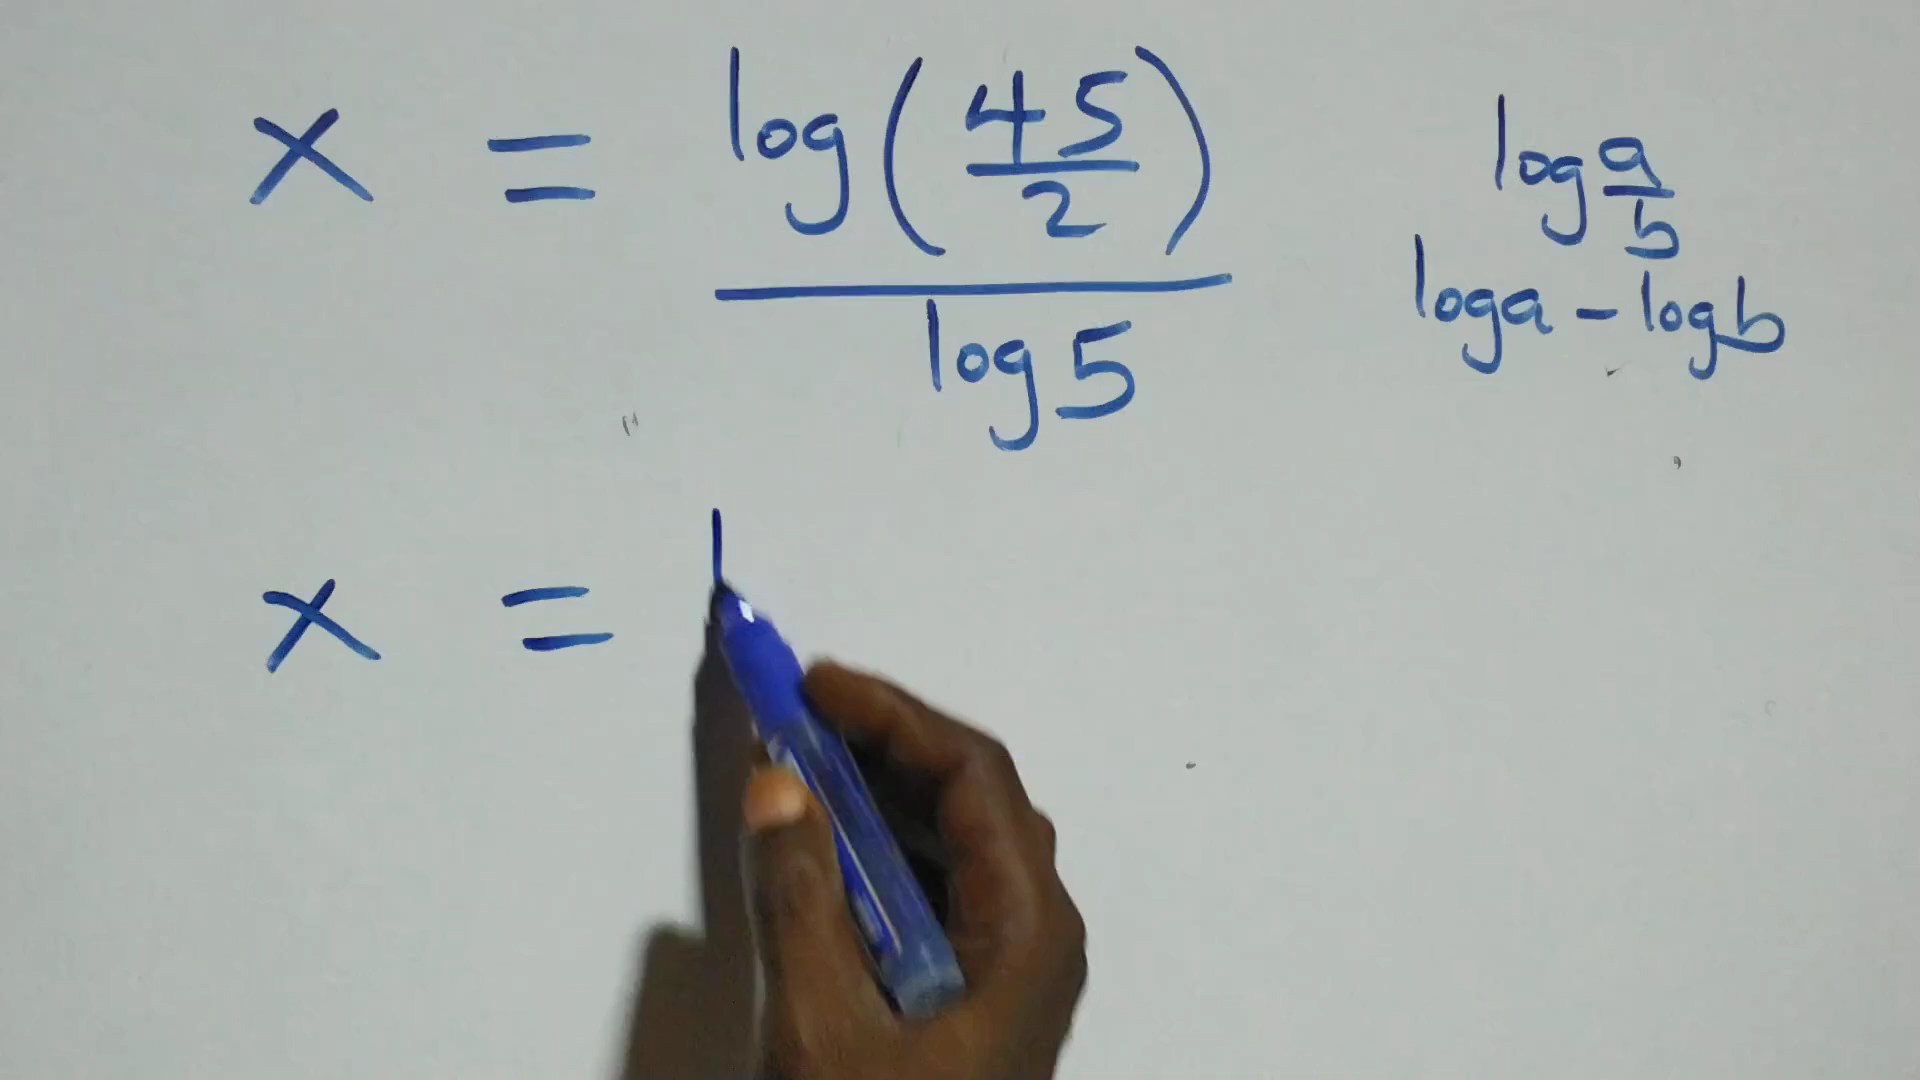 x = log(45/2)/log 5
log a/b
log a - log b
x = l